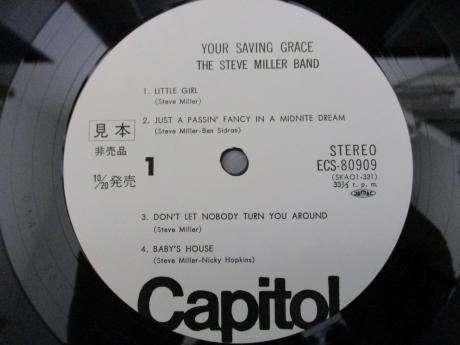 YOUR SAVING GRACE
THE STEVE MILLER BAND
1. LITTLE GIRL
(Steve Miller)
2. JUST A PASSIN' FANCY IN A MIDNITE DREAM
(Steve Miller-Ben Sidran)
見本
非売品
10/20 発売
1
STEREO
ECS-80909
(SKAO1-331)
33⅓ r. p. m.
3. DON'T LET NOBODY TURN YOU AROUND
(Steve Miller)
4. BABY'S HOUSE
(Steve Miller-Nicky Hopkins)
Capitol